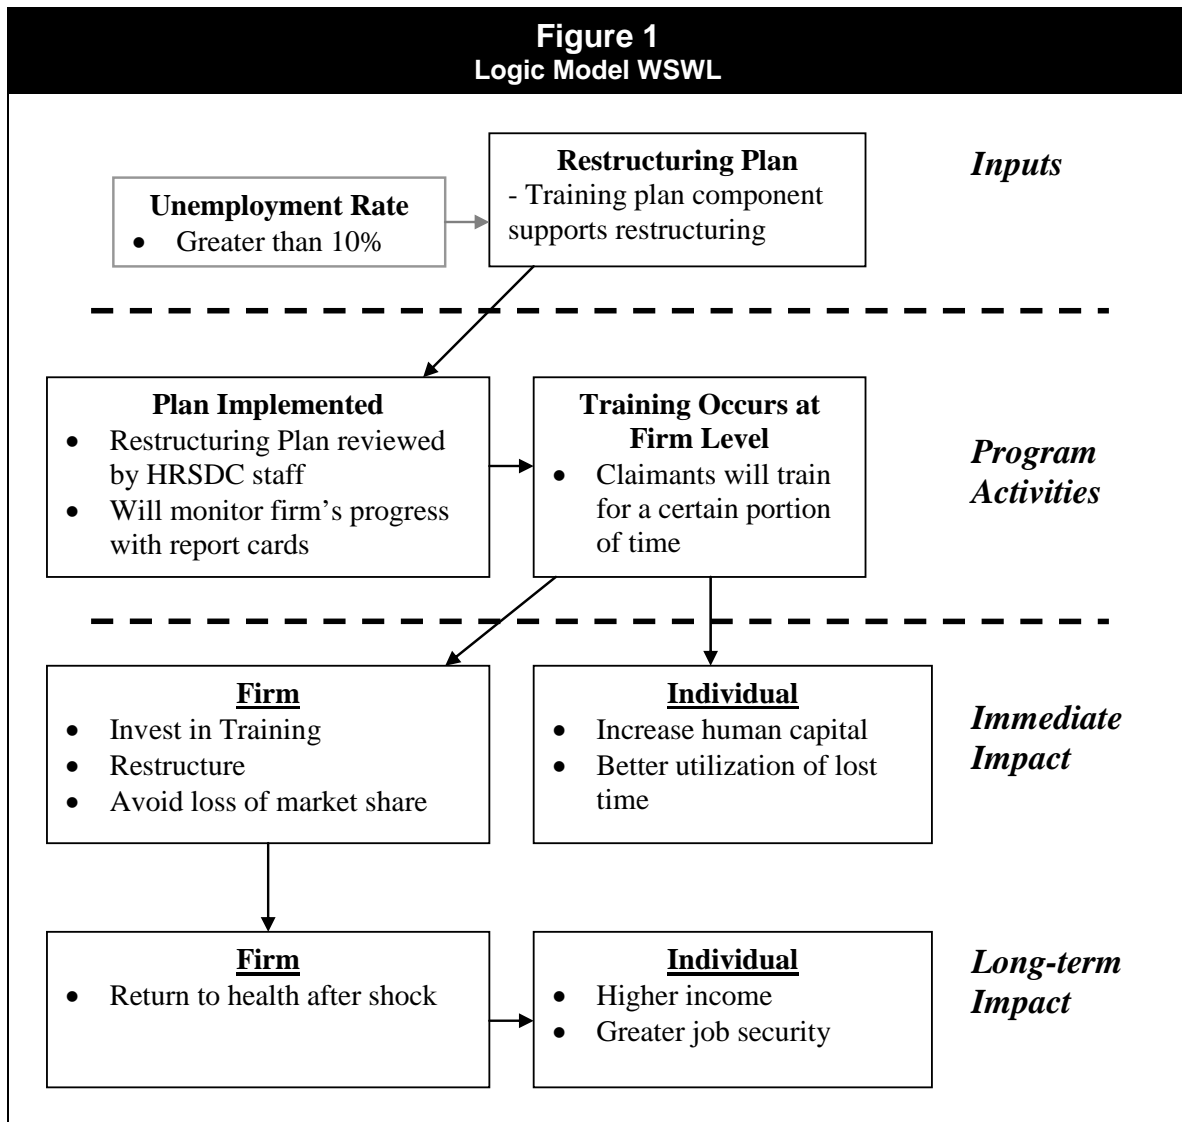 Figure 1
Logic Model WSWL
Restructuring Plan
- Training plan component
supports restructuring
Inputs
Unemployment Rate
• Greater than 10%
Plan Implemented
• Restructuring Plan reviewed
by HRSDC staff
• Will monitor firm’s progress
with report cards
Training Occurs at
Firm Level
• Claimants will train
for a certain portion
of time
Program
Activities
Firm
• Invest in Training
• Restructure
• Avoid loss of market share
Individual
• Increase human capital
• Better utilization of lost
time
Immediate
Impact
Firm
• Return to health after shock
Individual
• Higher income
• Greater job security
Long-term
Impact